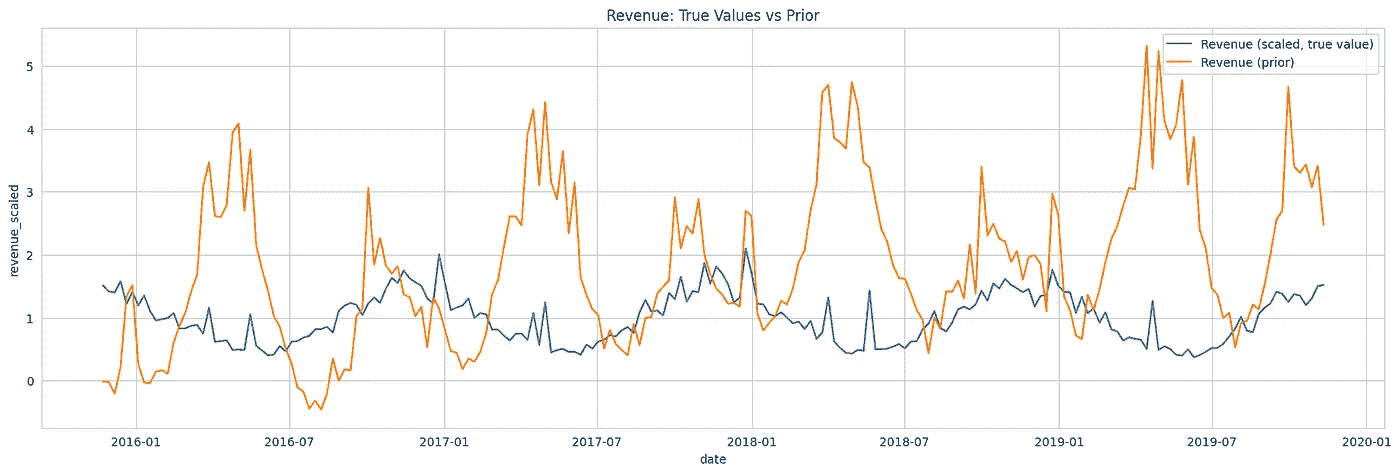 Revenue: True Values vs Prior
Revenue (scaled, true value)
Revenue (prior)
revenue_scaled
5
4
3
2
1
0
2016-01 2016-07 2017-01 2017-07 2018-01 2018-07 2019-01 2019-07 2020-01
date